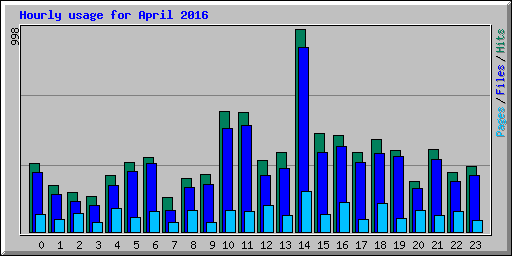 Hourly usage for April 2016
998
Pages / Files / Hits
0 1 2 3 4 5 6 7 8 9 10 11 12 13 14 15 16 17 18 19 20 21 22 23